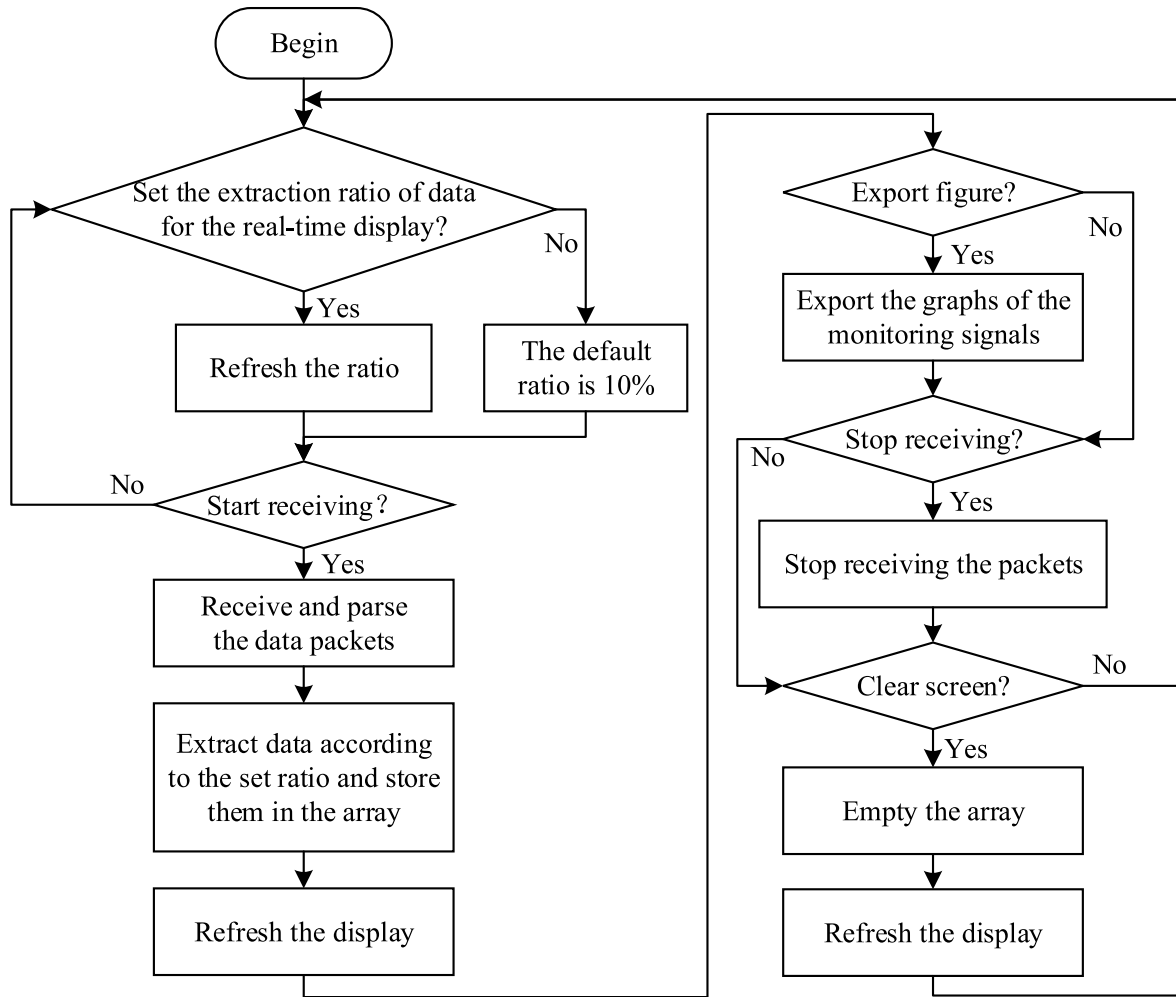 Begin
Set the extraction ratio of data
for the real-time display?
No
Yes
Refresh the ratio
The default
ratio is 10%
No
Start receiving?
Yes
Receive and parse
the data packets
Extract data according
to the set ratio and store
them in the array
Refresh the display
Export figure?
No
Yes
Export the graphs of the
monitoring signals
Stop receiving?
No
Yes
Stop receiving the packets
Clear screen?
No
Yes
Empty the array
Refresh the display